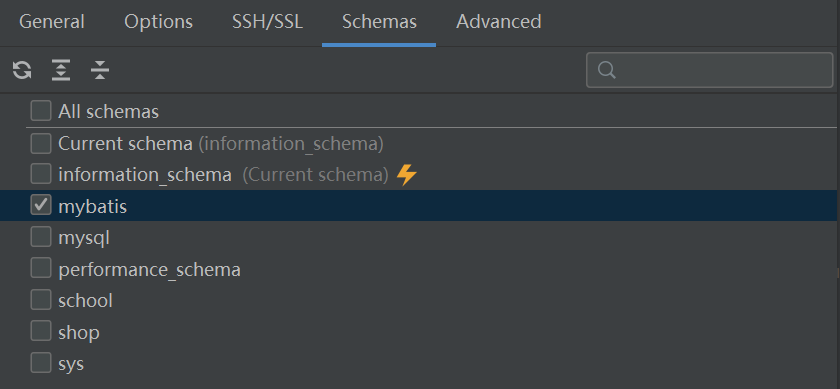 General Options SSH/SSL Schemas Advanced
All schemas
Current schema (information_schema)
information_schema (Current schema)
mybatis
mysql
performance_schema
school
shop
sys